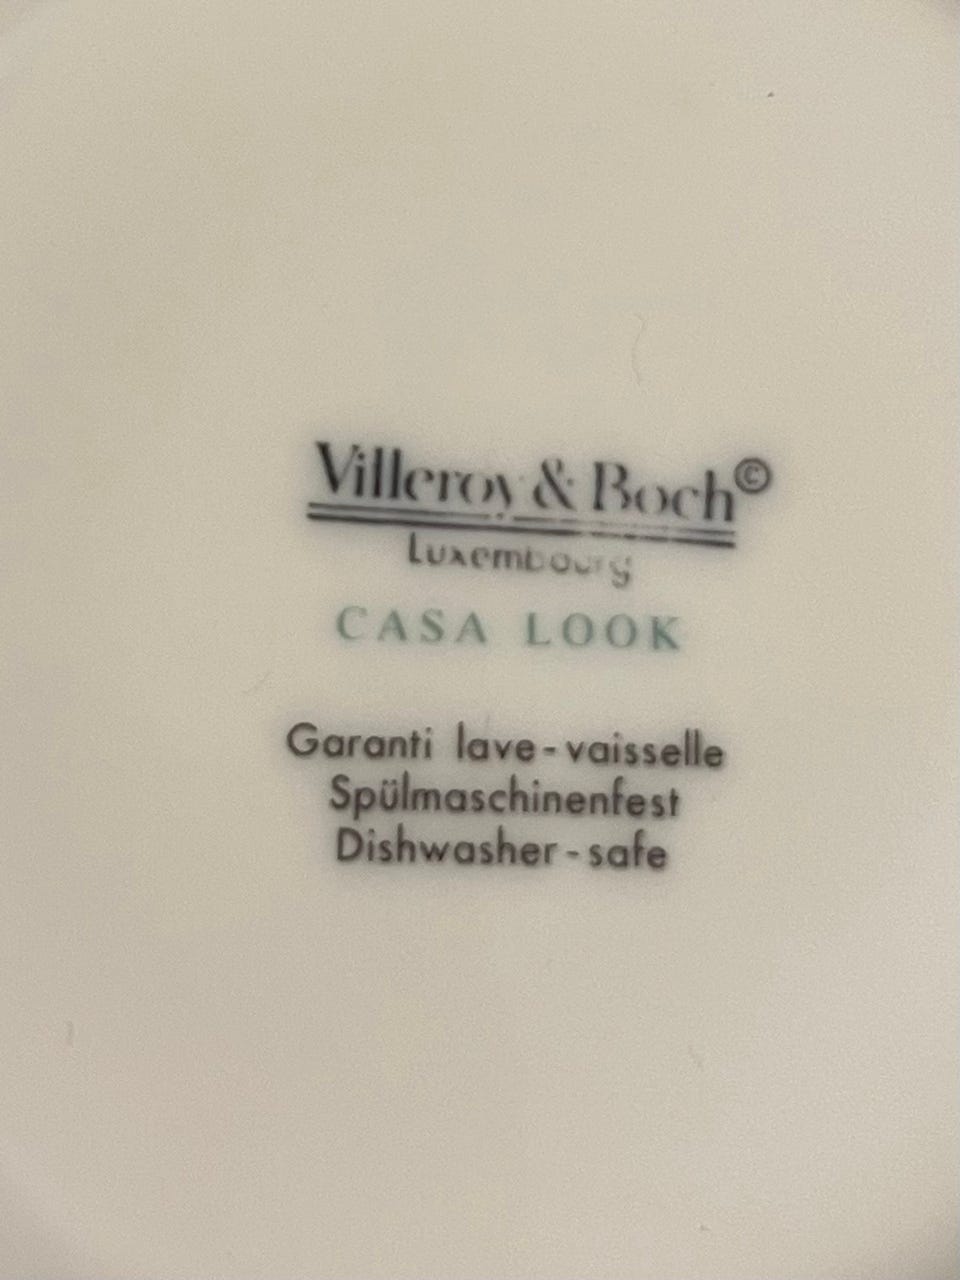 Villeroy & Boch©
Luxembourg
CASA LOOK
Garanti lave-vaisselle
Spülmaschinenfest
Dishwasher-safe